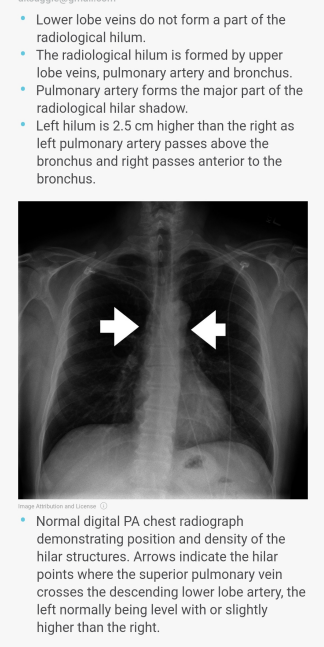 Lower lobe veins do not form a part of the
radiological hilum.
The radiological hilum is formed by upper
lobe veins, pulmonary artery and bronchus.
Pulmonary artery forms the major part of the
radiological hilar shadow.
Left hilum is 2.5 cm higher than the right as
left pulmonary artery passes above the
bronchus and right passes anterior to the
bronchus.
Image Attribution and License
Normal digital PA chest radiograph
demonstrating position and density of the
hilar structures. Arrows indicate the hilar
points where the superior pulmonary vein
crosses the descending lower lobe artery, the
left normally being level with or slightly
higher than the right.